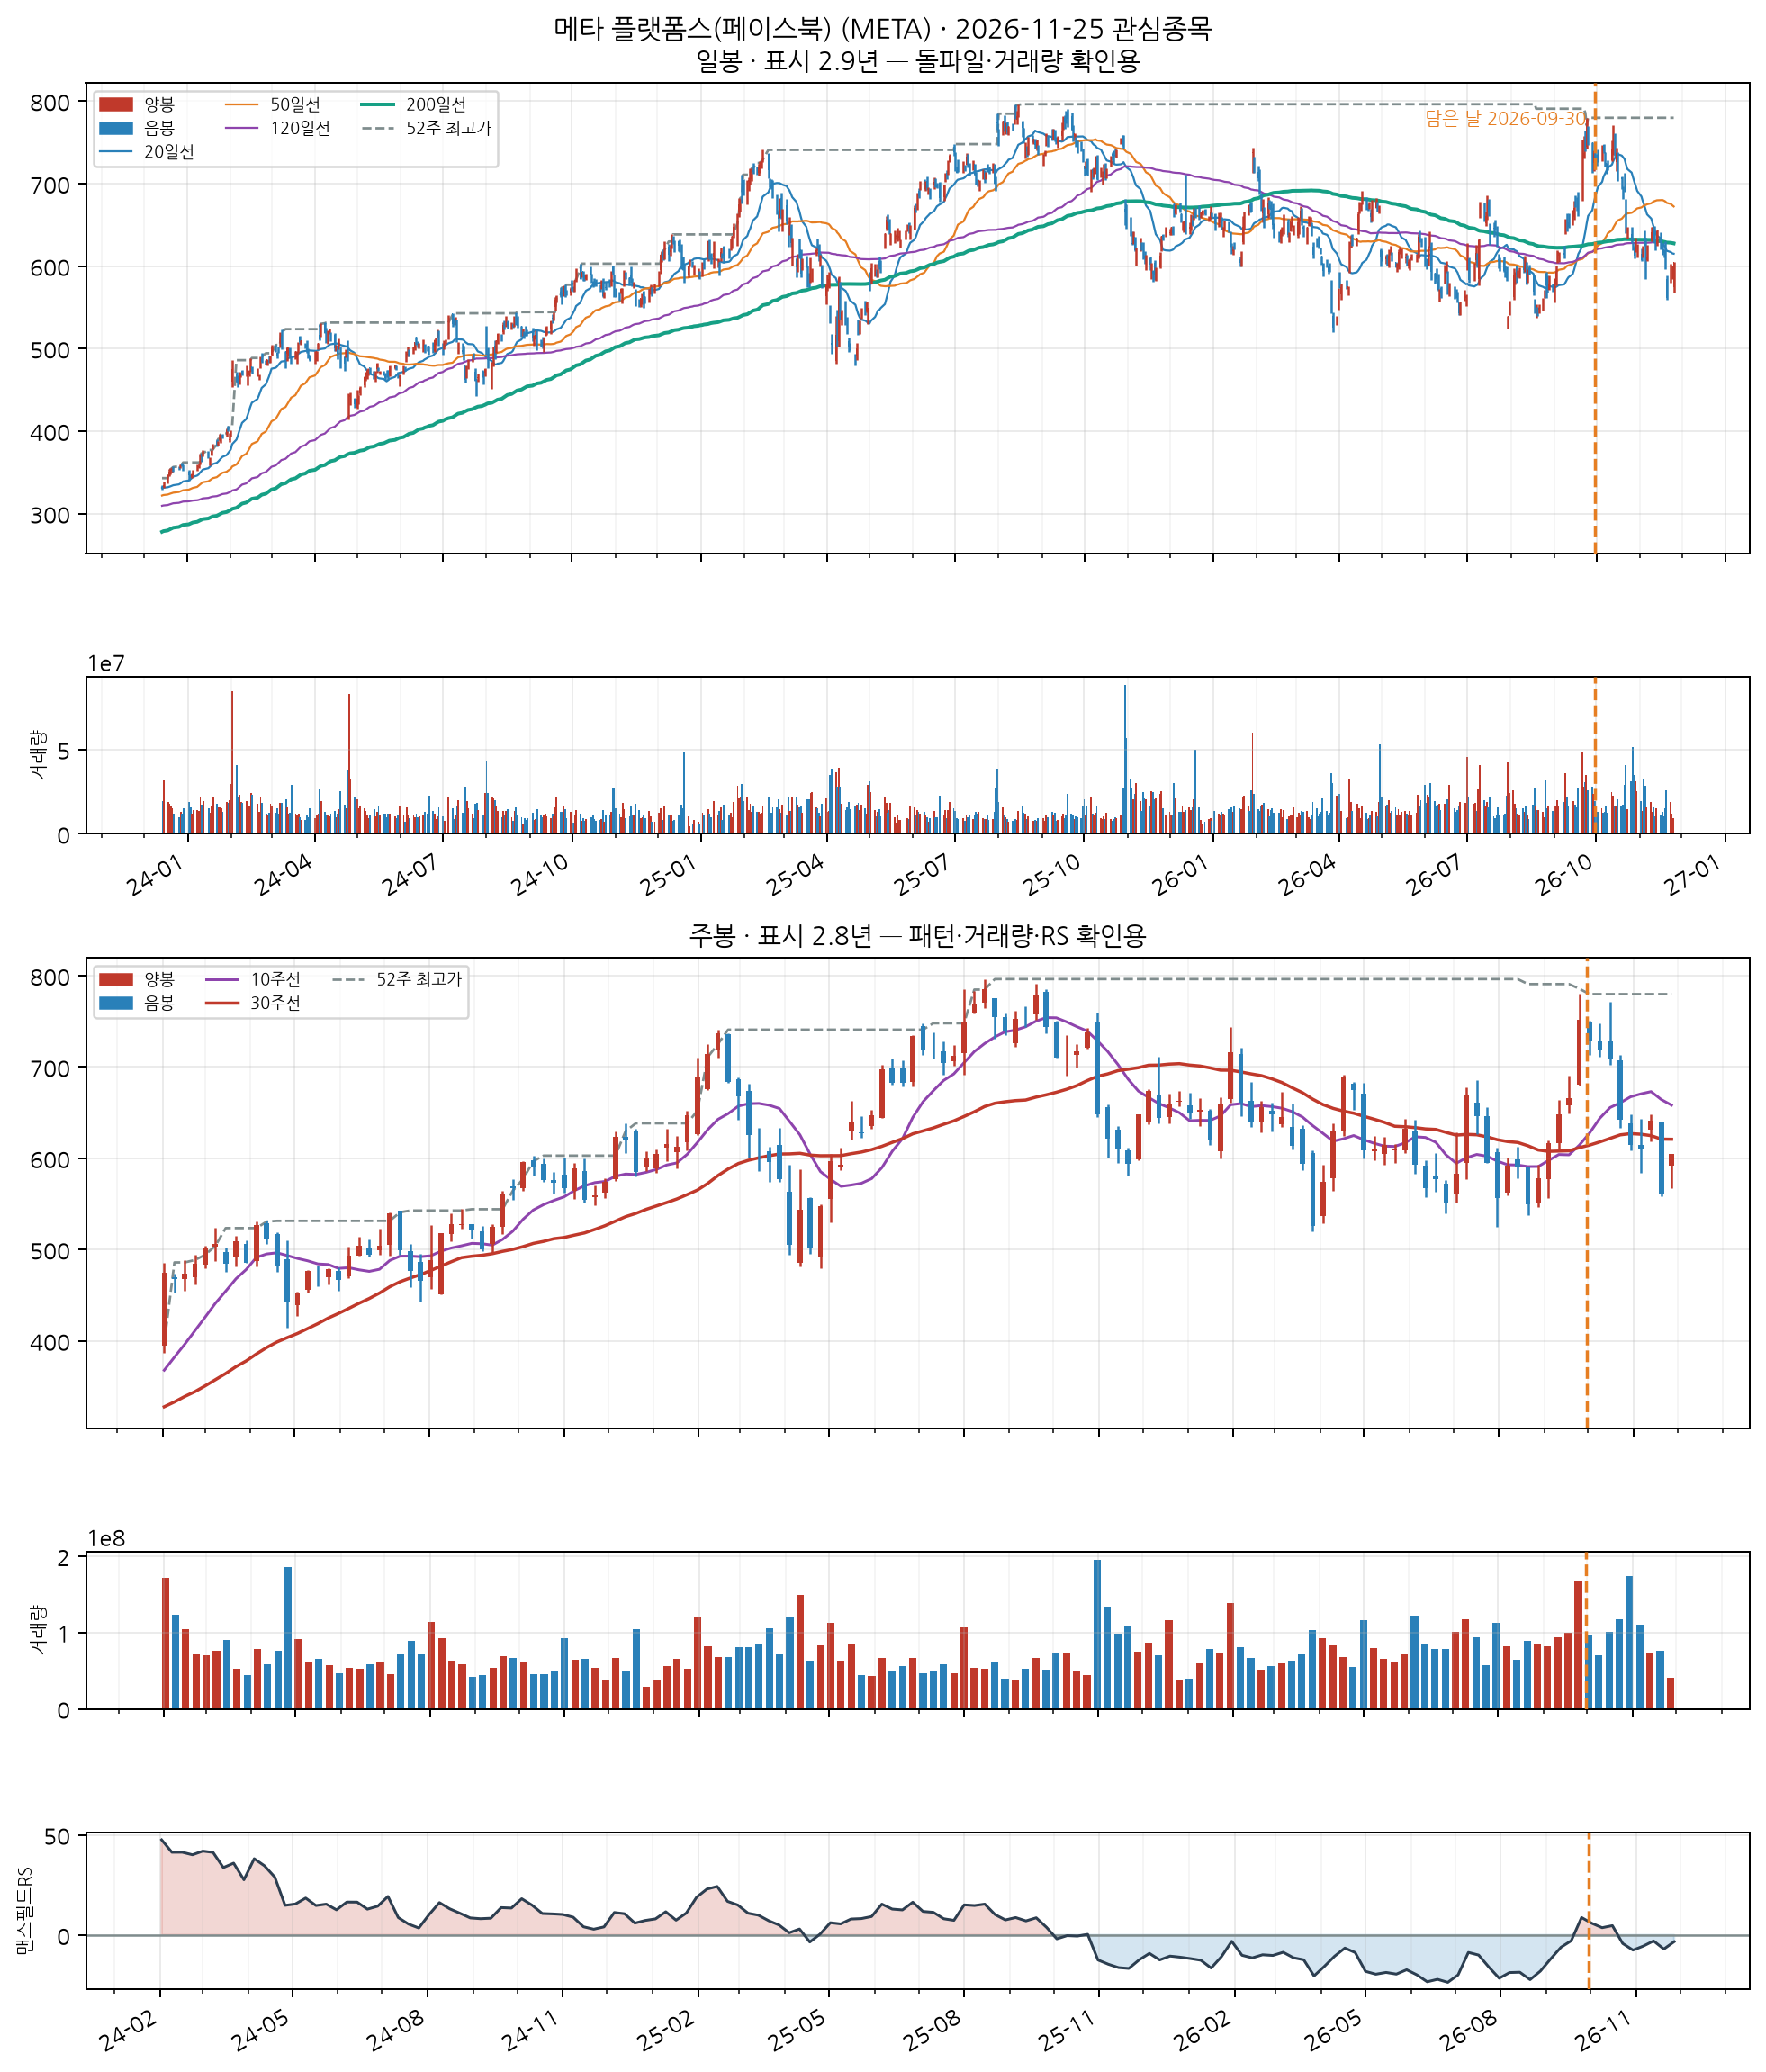 메타 플랫폼스(페이스북) (META) · 2026-11-25 관심종목
일봉 · 표시 2.9년 — 돌파일·거래량 확인용
양봉
음봉
20일선
50일선
120일선
200일선
52주 최고가
담은 날 2026-09-30
800
700
600
500
400
300
1e7
거래량
5
0
24-01
24-04
24-07
24-10
25-01
25-04
25-07
25-10
26-01
26-04
26-07
26-10
27-01
주봉 · 표시 2.8년 — 패턴·거래량·RS 확인용
양봉
음봉
10주선
30주선
52주 최고가
800
700
600
500
400
1e8
거래량
2
1
0
맨스필드RS
50
0
24-02
24-05
24-08
24-11
25-02
25-05
25-08
25-11
26-02
26-05
26-08
26-11